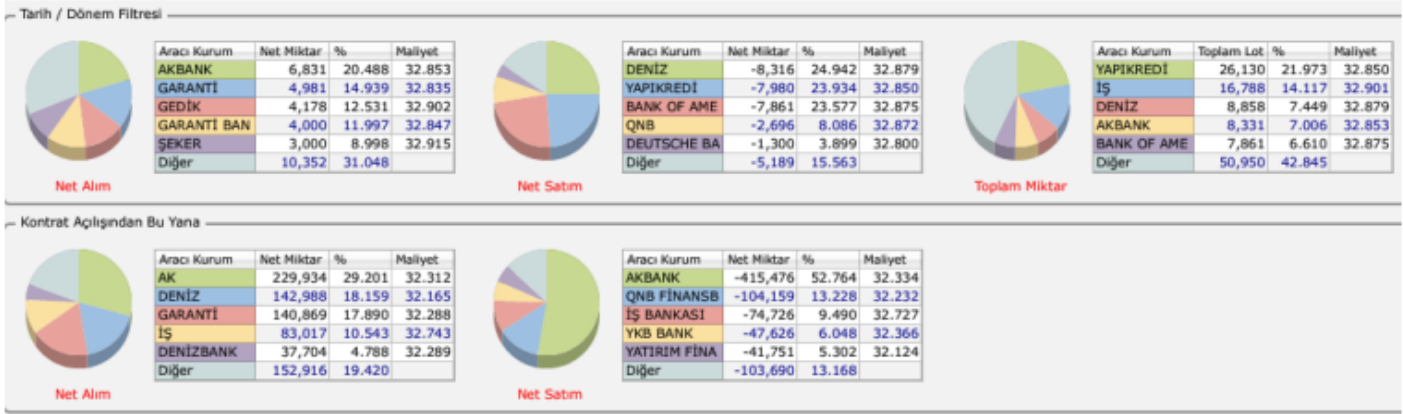 Tarih / Dönem Filtresi
Aracı Kurum Net Miktar % Maliyet
AKBANK 6,831 20.488 32.853
GARANTİ 4,981 14.939 32.835
GEDİK 4,178 12.531 32.902
GARANTİ BAN 4,000 11.997 32.847
ŞEKER 3,000 8.998 32.915
Diğer 10,352 31.048
Net Alım
Aracı Kurum Net Miktar % Maliyet
DENİZ -8,316 24.942 32.879
YAPIKREDİ -7,980 23.934 32.850
BANK OF AME -7,861 23.577 32.875
QNB -2,696 8.086 32.872
DEUTSCHE BA -1,300 3.899 32.800
Diğer -5,189 15.563
Net Satım
Aracı Kurum Toplam Lot % Maliyet
YAPIKREDİ 26,130 21.973 32.850
İŞ 16,788 14.117 32.901
DENİZ 8,858 7.449 32.879
AKBANK 8,331 7.006 32.853
BANK OF AME 7,861 6.610 32.875
Diğer 50,950 42.845
Toplam Miktar
Kontrat Açılışından Bu Yana
Aracı Kurum Net Miktar % Maliyet
AK 229,934 29.201 32.312
DENİZ 142,988 18.159 32.165
GARANTİ 140,869 17.890 32.288
İŞ 83,017 10.543 32.743
DENİZBANK 37,704 4.788 32.289
Diğer 152,916 19.420
Net Alım
Aracı Kurum Net Miktar % Maliyet
AKBANK -415,476 52.764 32.334
QNB FİNANSB -104,159 13.228 32.232
İŞ BANKASI -74,726 9.490 32.727
YKB BANK -47,626 6.048 32.366
YATIRIM FİNA -41,751 5.302 32.124
Diğer -103,690 13.168
Net Satım